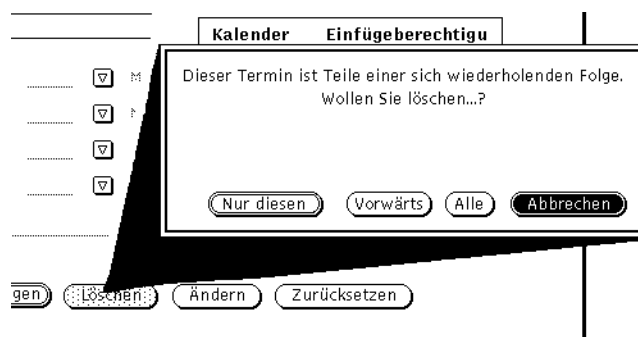 Kalender Einfügeberechtigu
Dieser Termin ist Teile einer sich wiederholenden Folge.
Wollen Sie löschen...?
Nur diesen Vorwärts Alle Abbrechen
gen Löschen Ändern Zurücksetzen